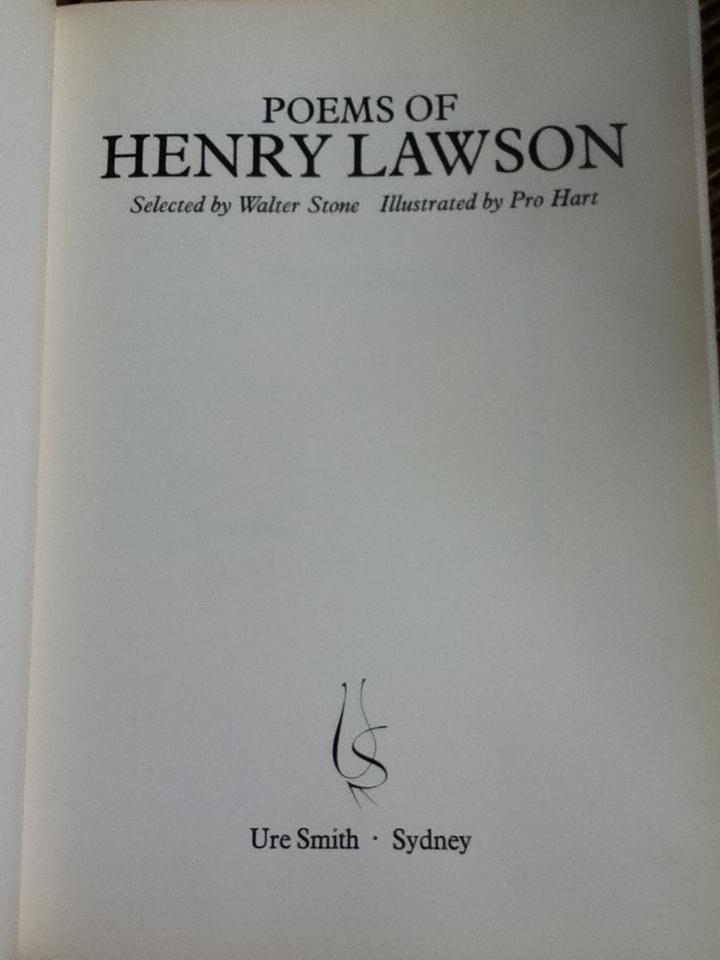 POEMS OF
HENRY LAWSON
Selected by Walter Stone Illustrated by Pro Hart
Ure Smith · Sydney